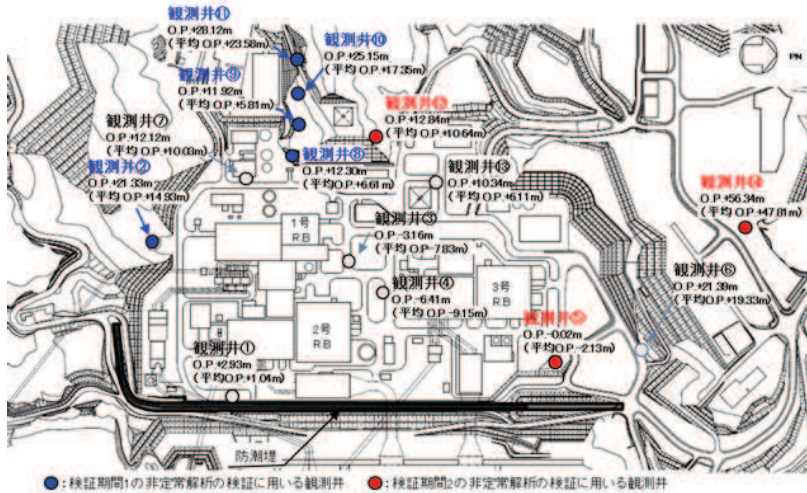 観測井⑪
O.P.+28.12m
(平均O.P.+23.58m)
観測井⑩
O.P.+25.15m
(平均O.P.+17.35m)
観測井⑨
O.P.+11.92m
(平均O.P.+5.81m)
観測井⑫
O.P.+12.84m
(平均O.P.+10.64m)
観測井⑦
O.P.+12.12m
(平均O.P.+10.03m)
観測井②
O.P.+21.33m
(平均O.P.+14.93m)
観測井⑧
O.P.+12.30m
(平均O.P.+6.61m)
観測井⑬
O.P.+10.34m
(平均O.P.+6.11m)
観測井⑭
O.P.+56.34m
(平均O.P.+47.81m)
1号
RB
観測井③
O.P.-3.16m
(平均O.P.-7.83m)
観測井④
O.P.-6.41m
(平均O.P.-9.15m)
3号
RB
観測井⑥
O.P.+21.39m
(平均O.P.+19.33m)
2号
RB
観測井⑤
O.P.-0.02m
(平均O.P.-2.13m)
観測井①
O.P.+2.93m
(平均O.P.+1.04m)
防潮堤
PN
●:検証期間1の非定常解析の検証に用いる観測井
●:検証期間2の非定常解析の検証に用いる観測井